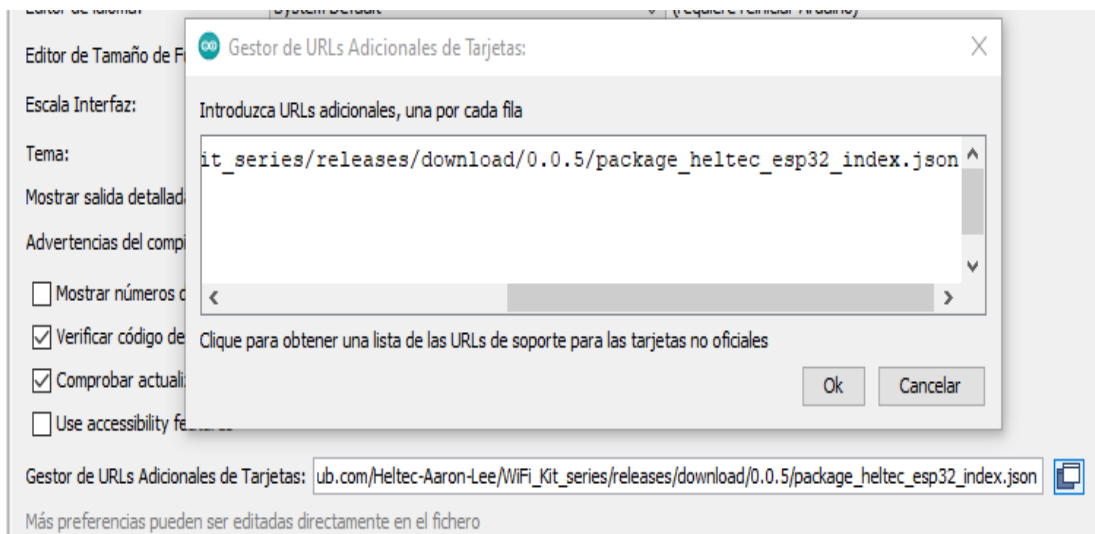 Gestor de URLs Adicionales de Tarjetas:
Editor de Tamaño de
Escala Interfaz:
Introduzca URLs adicionales, una por cada fila
Tema:
it_series/releases/download/0.0.5/package_heltec_esp32_index.json
Mostrar salida detallad
Advertencias del compi
Mostrar números
Verificar código de
Clique para obtener una lista de las URLs de soporte para las tarjetas no oficiales
Comprobar actuali
Ok Cancelar
Use accessibility
Gestor de URLs Adicionales de Tarjetas: ub.com/Heltec-Aaron-Lee/WiFi_Kit_series/releases/download/0.0.5/package_heltec_esp32_index.json
Más preferencias pueden ser editadas directamente en el fichero